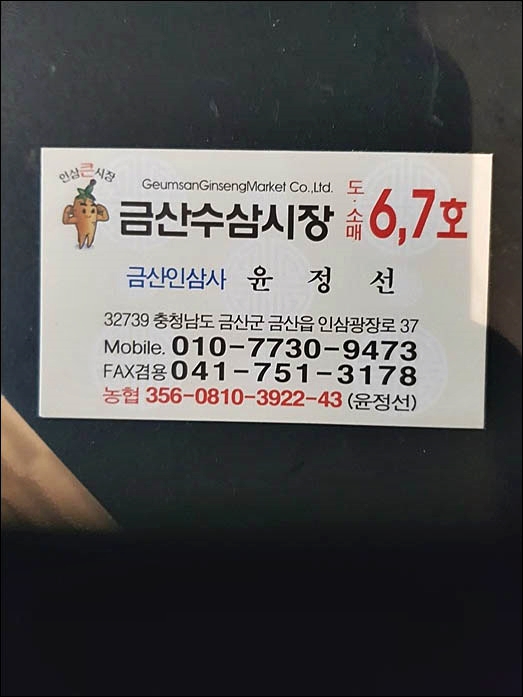 인삼큰시장
GeumsanGinsengMarket Co.,Ltd.
금산수삼시장 도·소매 6,7호
금산인삼사 윤 정 선
32739 충청남도 금산군 금산읍 인삼광장로 37
Mobile. 010-7730-9473
FAX겸용 041-751-3178
농협 356-0810-3922-43 (윤정선)